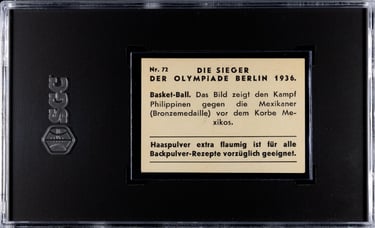 SGC
Nr. 72
DIE SIEGER
DER OLYMPIADE BERLIN 1936.
Basket-Ball. Das Bild zeigt den Kampf
Philippinen gegen die Mexikaner
(Bronzemedaille) vor dem Korbe Me-
xikos.
Haaspulver extra flaumig ist für alle
Backpulver-Rezepte vorzüglich geeignet.